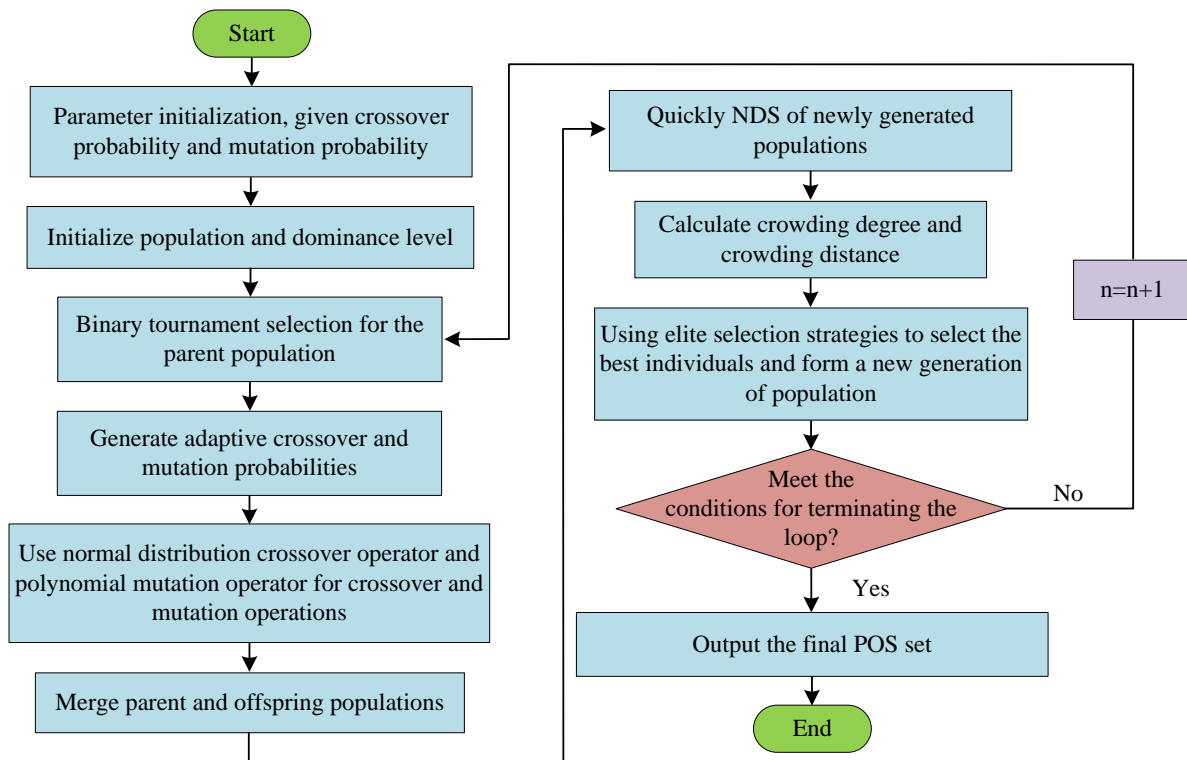 Start
Parameter initialization, given crossover
probability and mutation probability
Initialize population and dominance level
Binary tournament selection for the
parent population
Generate adaptive crossover and
mutation probabilities
Use normal distribution crossover operator and
polynomial mutation operator for crossover and
mutation operations
Merge parent and offspring populations
Quickly NDS of newly generated
populations
Calculate crowding degree and
crowding distance
Using elite selection strategies to select the
best individuals and form a new generation
of population
Meet the
conditions for terminating the
loop?
No
n=n+1
Yes
Output the final POS set
End